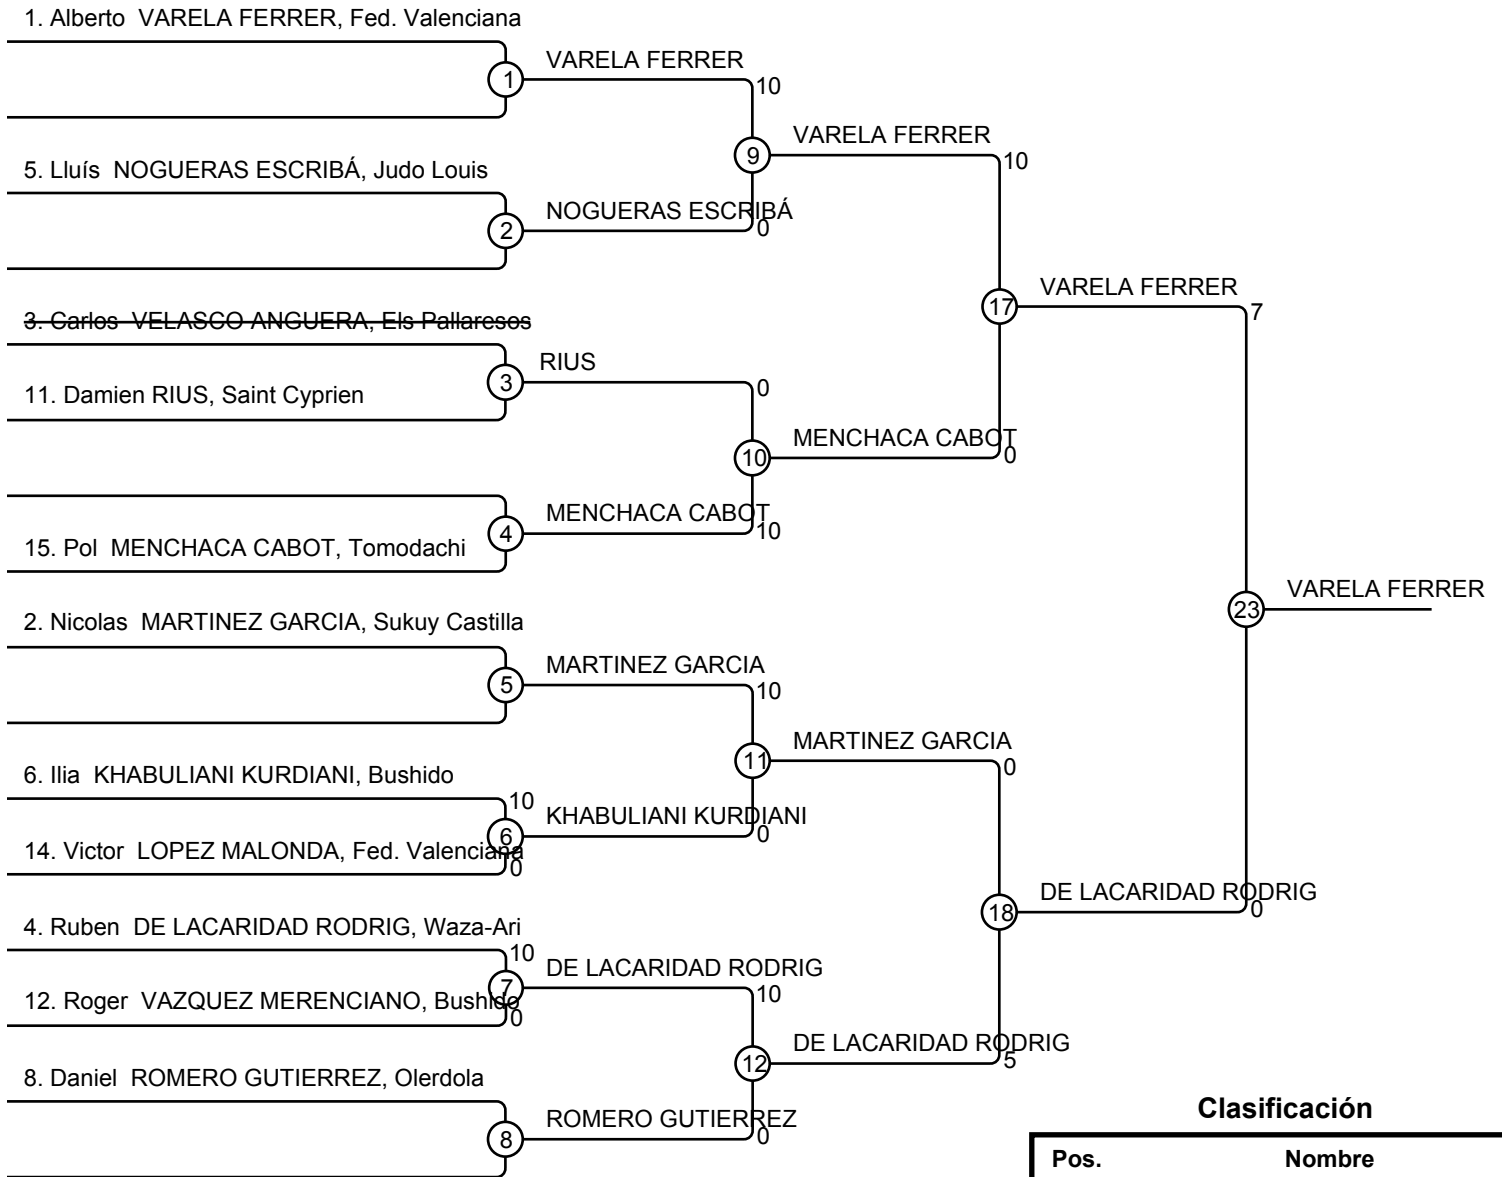 1. Alberto  VARELA FERRER, Fed. Valenciana
VARELA FERRER
1
10
VARELA FERRER
9
10
5. Lluís  NOGUERAS ESCRIBÁ, Judo Louis
NOGUERAS ESCRIBÁ
2
0
VARELA FERRER
17
7
3. Carlos  VELASCO ANGUERA, Els Pallaresos
RIUS
3
0
11. Damien RIUS, Saint Cyprien
MENCHACA CABOT
10
0
MENCHACA CABOT
4
10
15. Pol  MENCHACA CABOT, Tomodachi
VARELA FERRER
23
2. Nicolas  MARTINEZ GARCIA, Sukuy Castilla
MARTINEZ GARCIA
5
10
MARTINEZ GARCIA
11
0
6. Ilia  KHABULIANI KURDIANI, Bushido
10
KHABULIANI KURDIANI
6
0
14. Victor  LOPEZ MALONDA, Fed. Valenciana
0
DE LACARIDAD RODRIG
18
0
4. Ruben  DE LACARIDAD RODRIG, Waza-Ari
10
DE LACARIDAD RODRIG
7
10
12. Roger  VAZQUEZ MERENCIANO, Bushido
0
DE LACARIDAD RODRIG
12
5
8. Daniel  ROMERO GUTIERREZ, Olerdola
ROMERO GUTIERREZ
8
0
Clasificación
Pos. Nombre